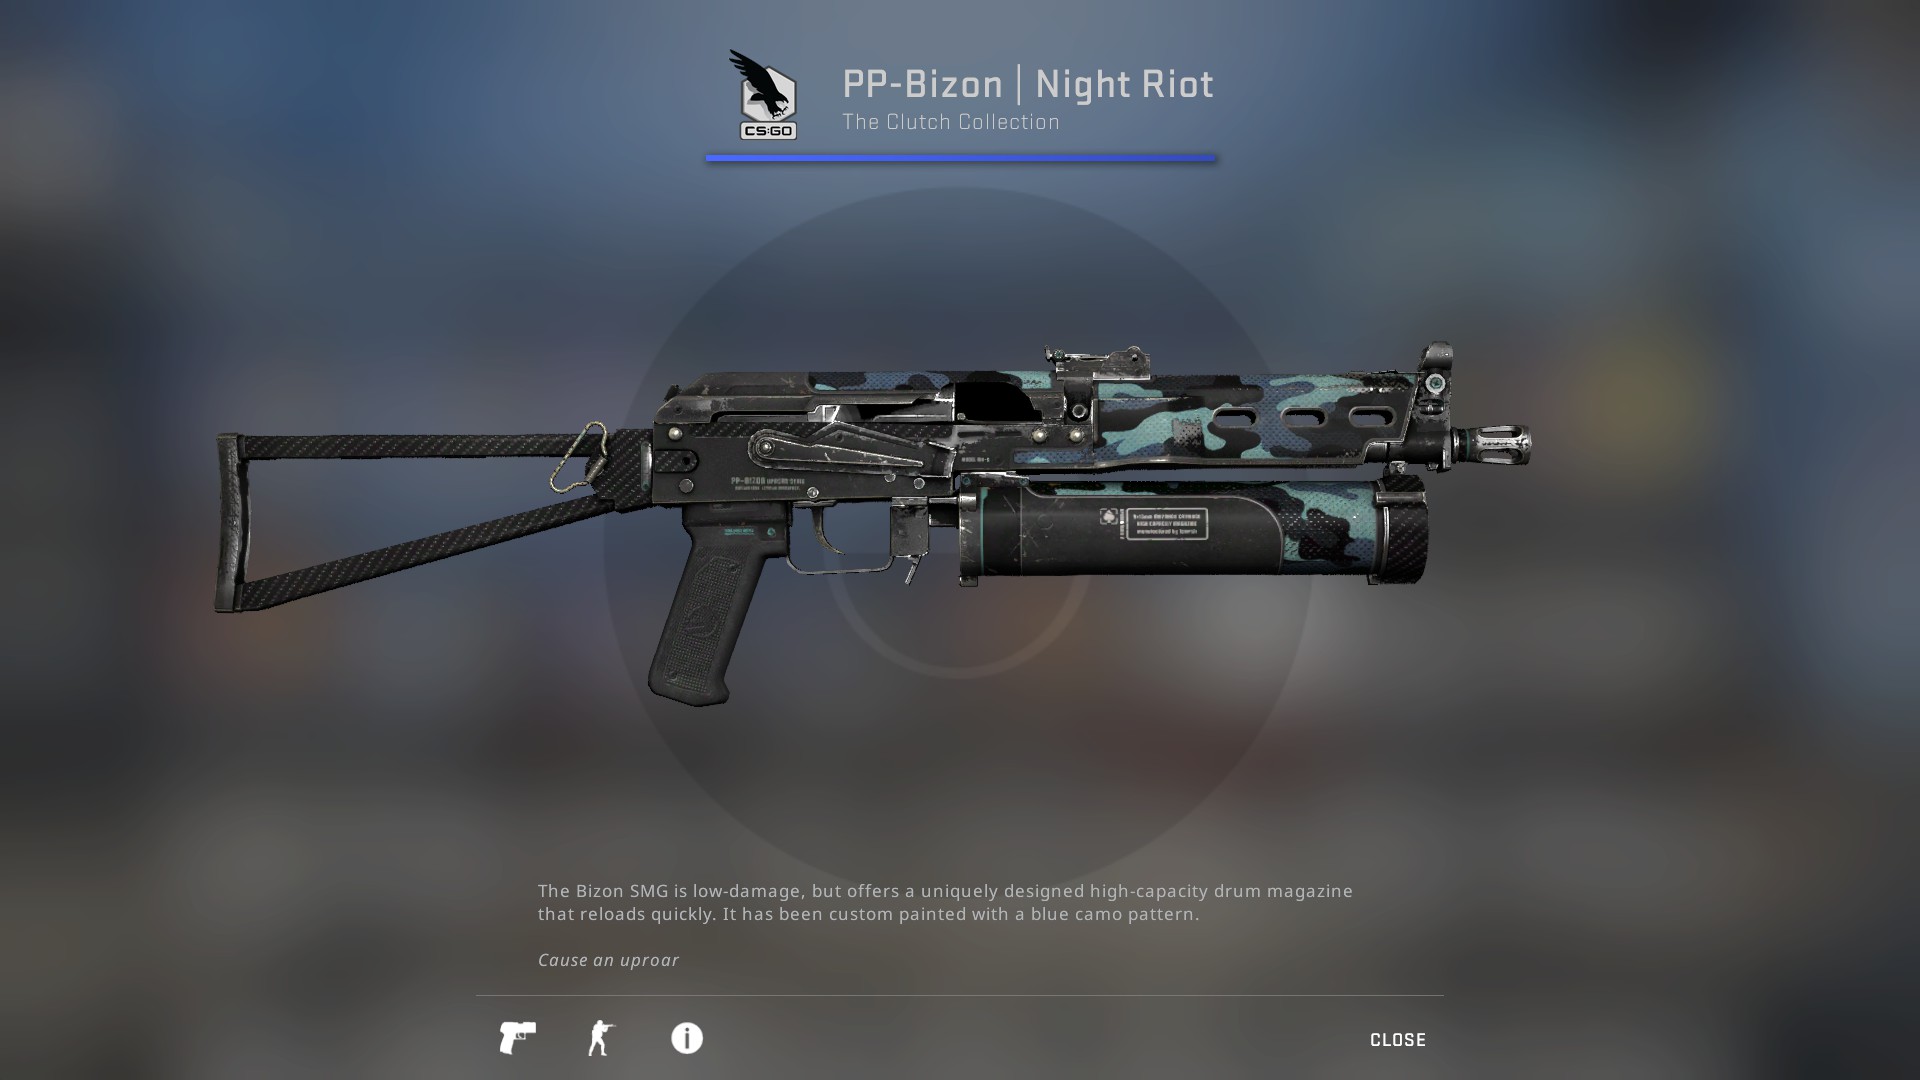 PP-Bizon | Night Riot
The Clutch Collection
CS:GO
PP-BIZON
The Bizon SMG is low-damage, but offers a uniquely designed high-capacity drum magazine
that reloads quickly. It has been custom painted with a blue camo pattern.
Cause an uproar
CLOSE